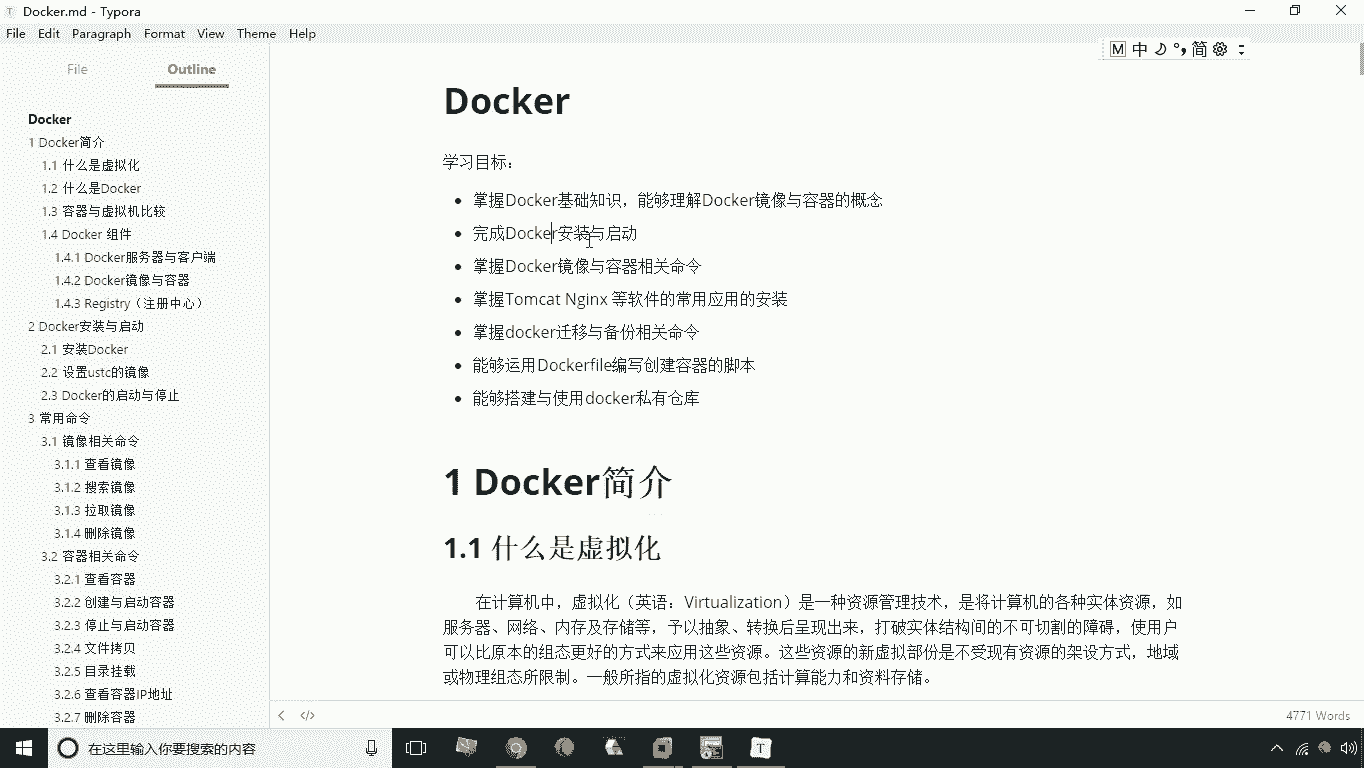 Docker.md - Typora
File Edit Paragraph Format View Theme Help
M 中 简
File Outline
Docker
1 Docker简介
1.1 什么是虚拟化
1.2 什么是Docker
1.3 容器与虚拟机比较
1.4 Docker 组件
1.4.1 Docker服务器与客户端
1.4.2 Docker镜像与容器
1.4.3 Registry（注册中心）
2 Docker安装与启动
2.1 安装Docker
2.2 设置ustc的镜像
2.3 Docker的启动与停止
3 常用命令
3.1 镜像相关命令
3.1.1 查看镜像
3.1.2 搜索镜像
3.1.3 拉取镜像
3.1.4 删除镜像
3.2 容器相关命令
3.2.1 查看容器
3.2.2 创建与启动容器
3.2.3 停止与启动容器
3.2.4 文件拷贝
3.2.5 目录挂载
3.2.6 查看容器IP地址
3.2.7 删除容器
Docker
学习目标：
掌握Docker基础知识，能够理解Docker镜像与容器的概念
完成Docker安装与启动
掌握Docker镜像与容器相关命令
掌握Tomcat Nginx 等软件的常用应用的安装
掌握docker迁移与备份相关命令
能够运用Dockerfile编写创建容器的脚本
能够搭建与使用docker私有仓库
1 Docker简介
1.1 什么是虚拟化
在计算机中，虚拟化（英语：Virtualization）是一种资源管理技术，是将计算机的各种实体资源，如
服务器、网络、内存及存储等，予以抽象、转换后呈现出来，打破实体结构间的不可切割的障碍，使用户
可以比原本的组态更好的方式来应用这些资源。这些资源的新虚拟部份是不受现有资源的架设方式，地域
或物理组态所限制。一般所指的虚拟化资源包括计算能力和资料存储。
4771 Words
在这里输入你要搜索的内容